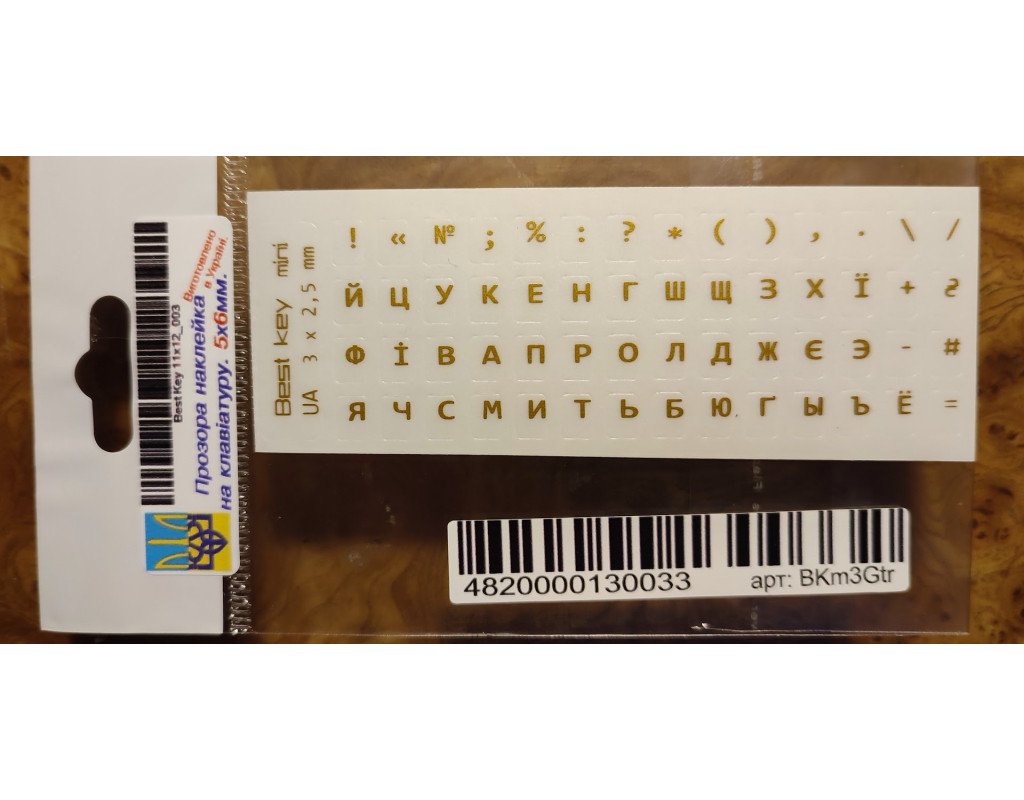 Виготовлено
в Україні.
Прозора наклейка
на клавіатуру. 5х6мм.
Best Key 11x12_003
Best key mini
UA 3 x 2,5 mm
! « № ; % : ? * ( ) , . \ /
Й Ц У К Е Н Г Ш Щ З Х Ї +
Ф І В А П Р О Л Д Ж Є Э - #
Я Ч С М И Т Ь Б Ю Ґ Ы Ъ Ё =
4820000130033 арт: BKm3Gtr